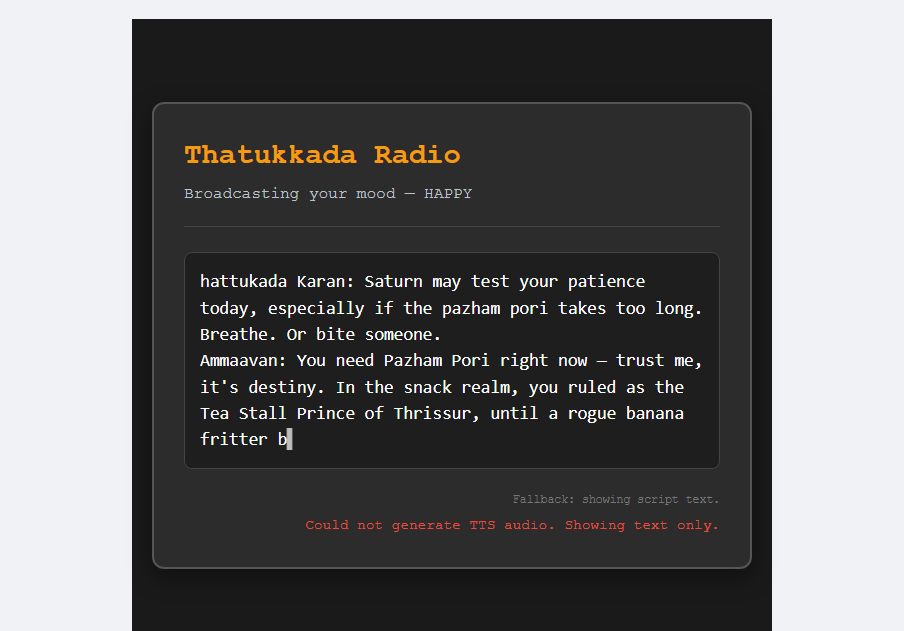 Thatukkada Radio
Broadcasting your mood — HAPPY
hattukada Karan: Saturn may test your patience
today, especially if the pazham pori takes too long.
Breathe. Or bite someone.
Ammaavan: You need Pazham Pori right now — trust me,
it's destiny. In the snack realm, you ruled as the
Tea Stall Prince of Thrissur, until a rogue banana
fritter b
Fallback: showing script text.
Could not generate TTS audio. Showing text only.